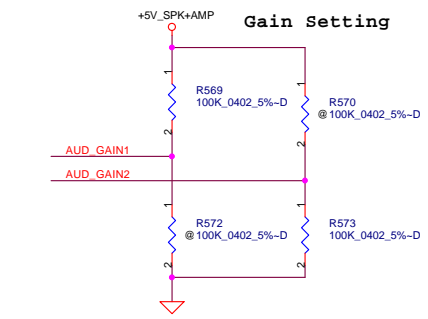 +5V_SPK+AMP
Gain Setting
1
1
R569
100K_0402_5%~D
R570
@100K_0402_5%~D
2
2
AUD_GAIN1
AUD_GAIN2
1
1
R572
@100K_0402_5%~D
R573
100K_0402_5%~D
2
2